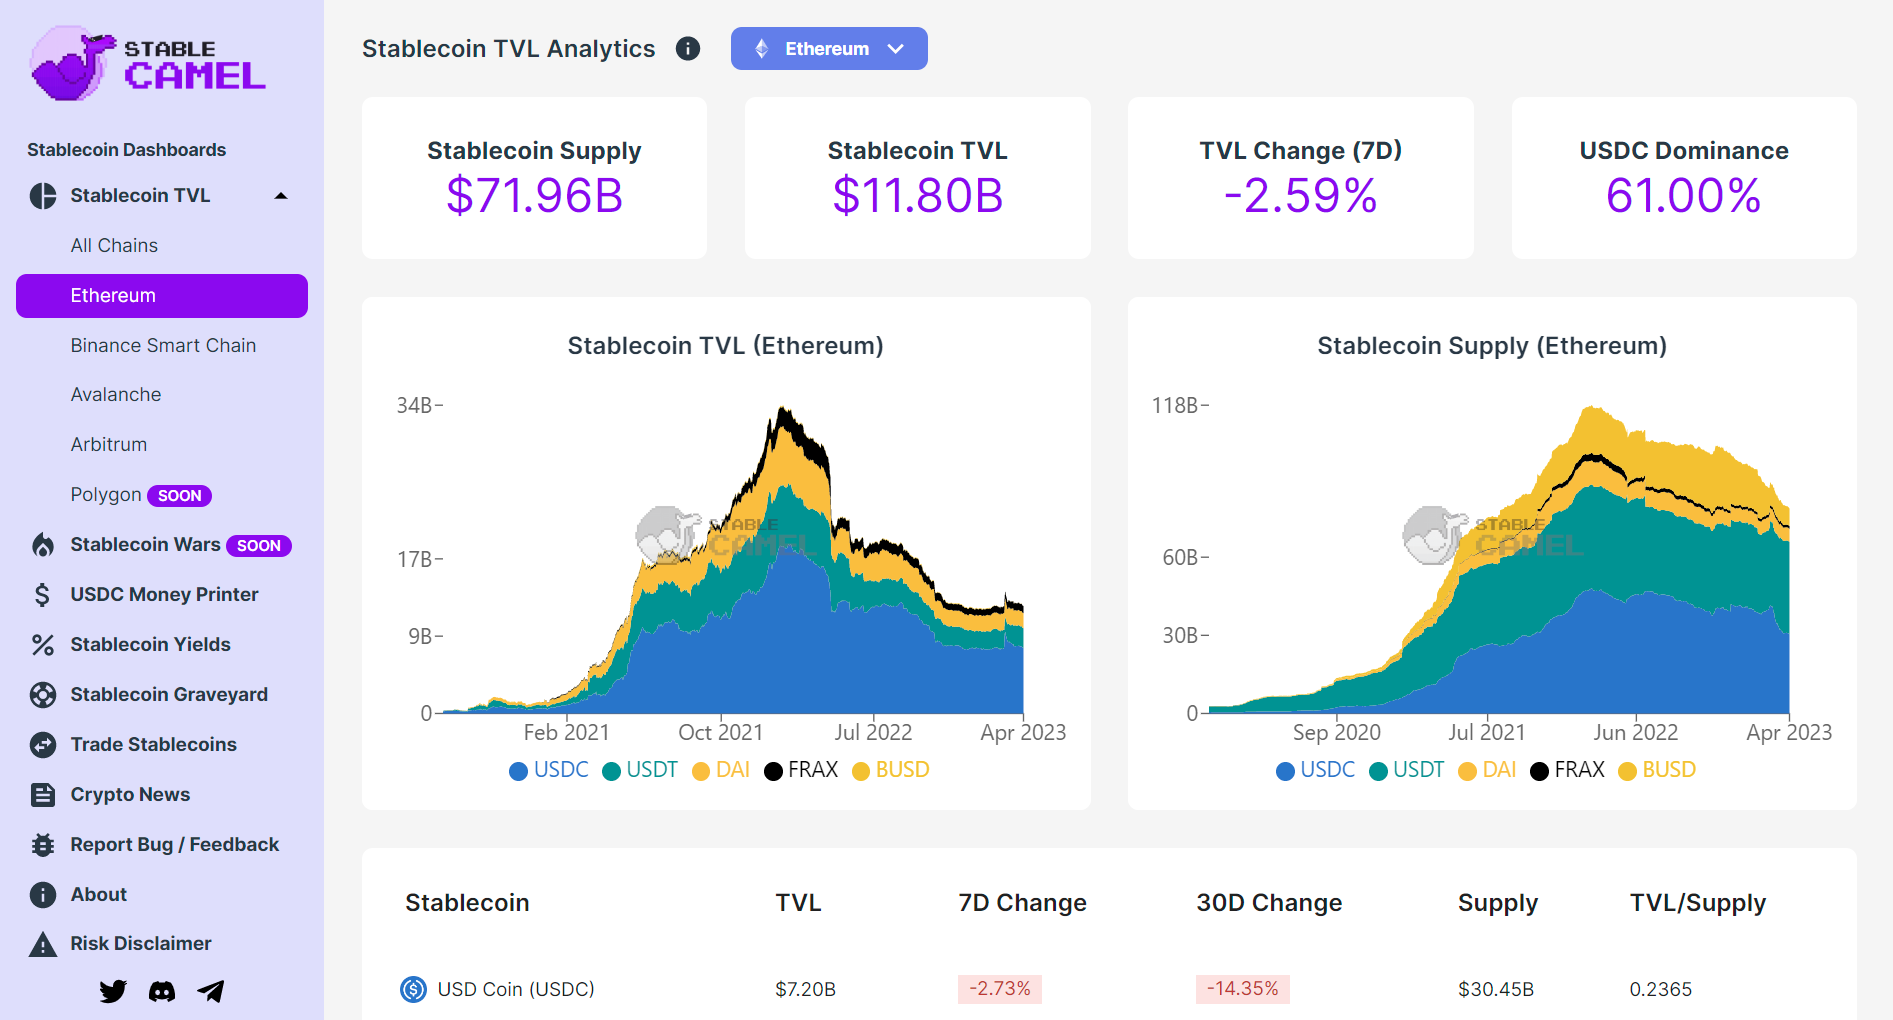 STABLE
CAMEL
Stablecoin Dashboards
Stablecoin TVL
All Chains
Ethereum
Binance Smart Chain
Avalanche
Arbitrum
Polygon SOON
Stablecoin Wars SOON
USDC Money Printer
Stablecoin Yields
Stablecoin Graveyard
Trade Stablecoins
Crypto News
Report Bug / Feedback
About
Risk Disclaimer
Stablecoin TVL Analytics
Ethereum
Stablecoin Supply
$71.96B
Stablecoin TVL
$11.80B
TVL Change (7D)
-2.59%
USDC Dominance
61.00%
Stablecoin TVL (Ethereum)
34B
17B
9B
0
STABLE
CAMEL
Feb 2021 Oct 2021 Jul 2022 Apr 2023
USDC USDT DAI FRAX BUSD
Stablecoin Supply (Ethereum)
118B
60B
30B
0
STABLE
CAMEL
Sep 2020 Jul 2021 Jun 2022 Apr 2023
USDC USDT DAI FRAX BUSD
Stablecoin TVL 7D Change 30D Change Supply TVL/Supply
USD Coin (USDC) $7.20B -2.73% -14.35% $30.45B 0.2365